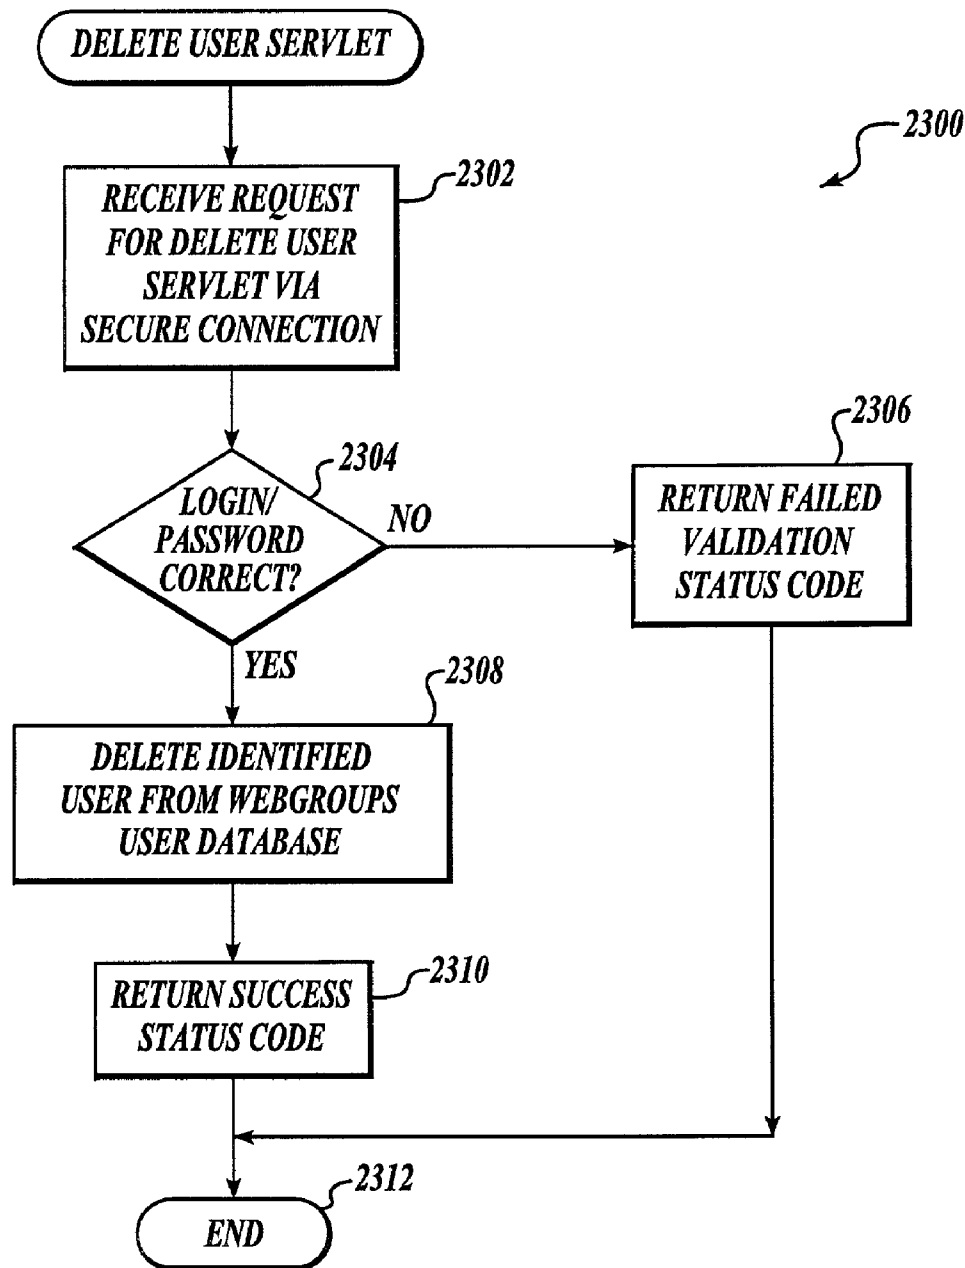 DELETE USER SERVLET
2300
2302
RECEIVE REQUEST
FOR DELETE USER
SERVLET VIA
SECURE CONNECTION
2304
LOGIN/
PASSWORD
CORRECT?
NO
2306
RETURN FAILED
VALIDATION
STATUS CODE
YES
2308
DELETE IDENTIFIED
USER FROM WEBGROUPS
USER DATABASE
2310
RETURN SUCCESS
STATUS CODE
2312
END